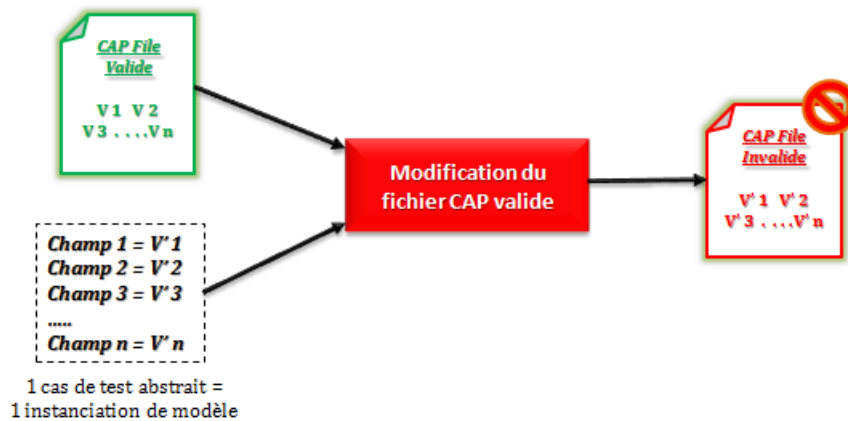 CAP File
Valide
V 1 V 2
V 3 . . . . V n
Champ 1 = V' 1
Champ 2 = V' 2
Champ 3 = V' 3
.....
Champ n = V' n
1 cas de test abstrait =
1 instanciation de modèle
Modification du
fichier CAP valide
CAP File
Invalide
V' 1 V' 2
V' 3 . . . . V' n